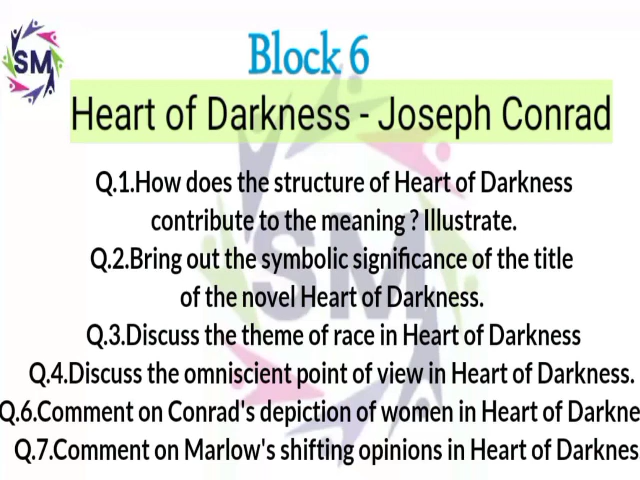 SM
Block 6
Heart of Darkness - Joseph Conrad
Q.1.How does the structure of Heart of Darkness
contribute to the meaning ? Illustrate.
Q.2.Bring out the symbolic significance of the title
of the novel Heart of Darkness.
Q.3.Discuss the theme of race in Heart of Darkness
Q.4.Discuss the omniscient point of view in Heart of Darkness.
Q.6.Comment on Conrad's depiction of women in Heart of Darkne
Q.7.Comment on Marlow's shifting opinions in Heart of Darknes
SM